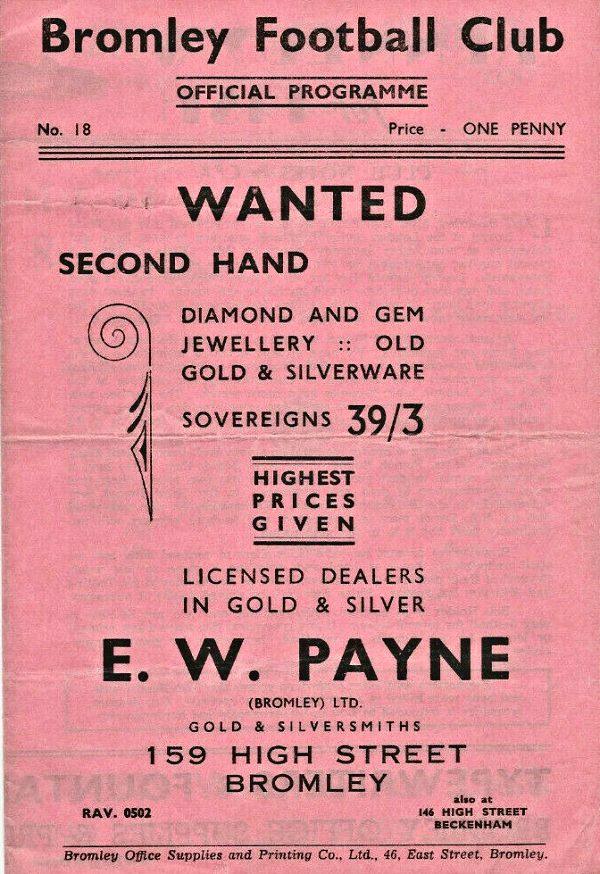 Bromley Football Club
OFFICIAL PROGRAMME
No. 18 Price - ONE PENNY
WANTED
SECOND HAND
DIAMOND AND GEM
JEWELLERY :: OLD
GOLD & SILVERWARE
SOVEREIGNS 39/3
HIGHEST
PRICES
GIVEN
LICENSED DEALERS
IN GOLD & SILVER
E. W. PAYNE
(BROMLEY) LTD.
GOLD & SILVERSMITHS
159 HIGH STREET
BROMLEY
RAV. 0502
also at
146 HIGH STREET
BECKENHAM
Bromley Office Supplies and Printing Co., Ltd., 46, East Street, Bromley.